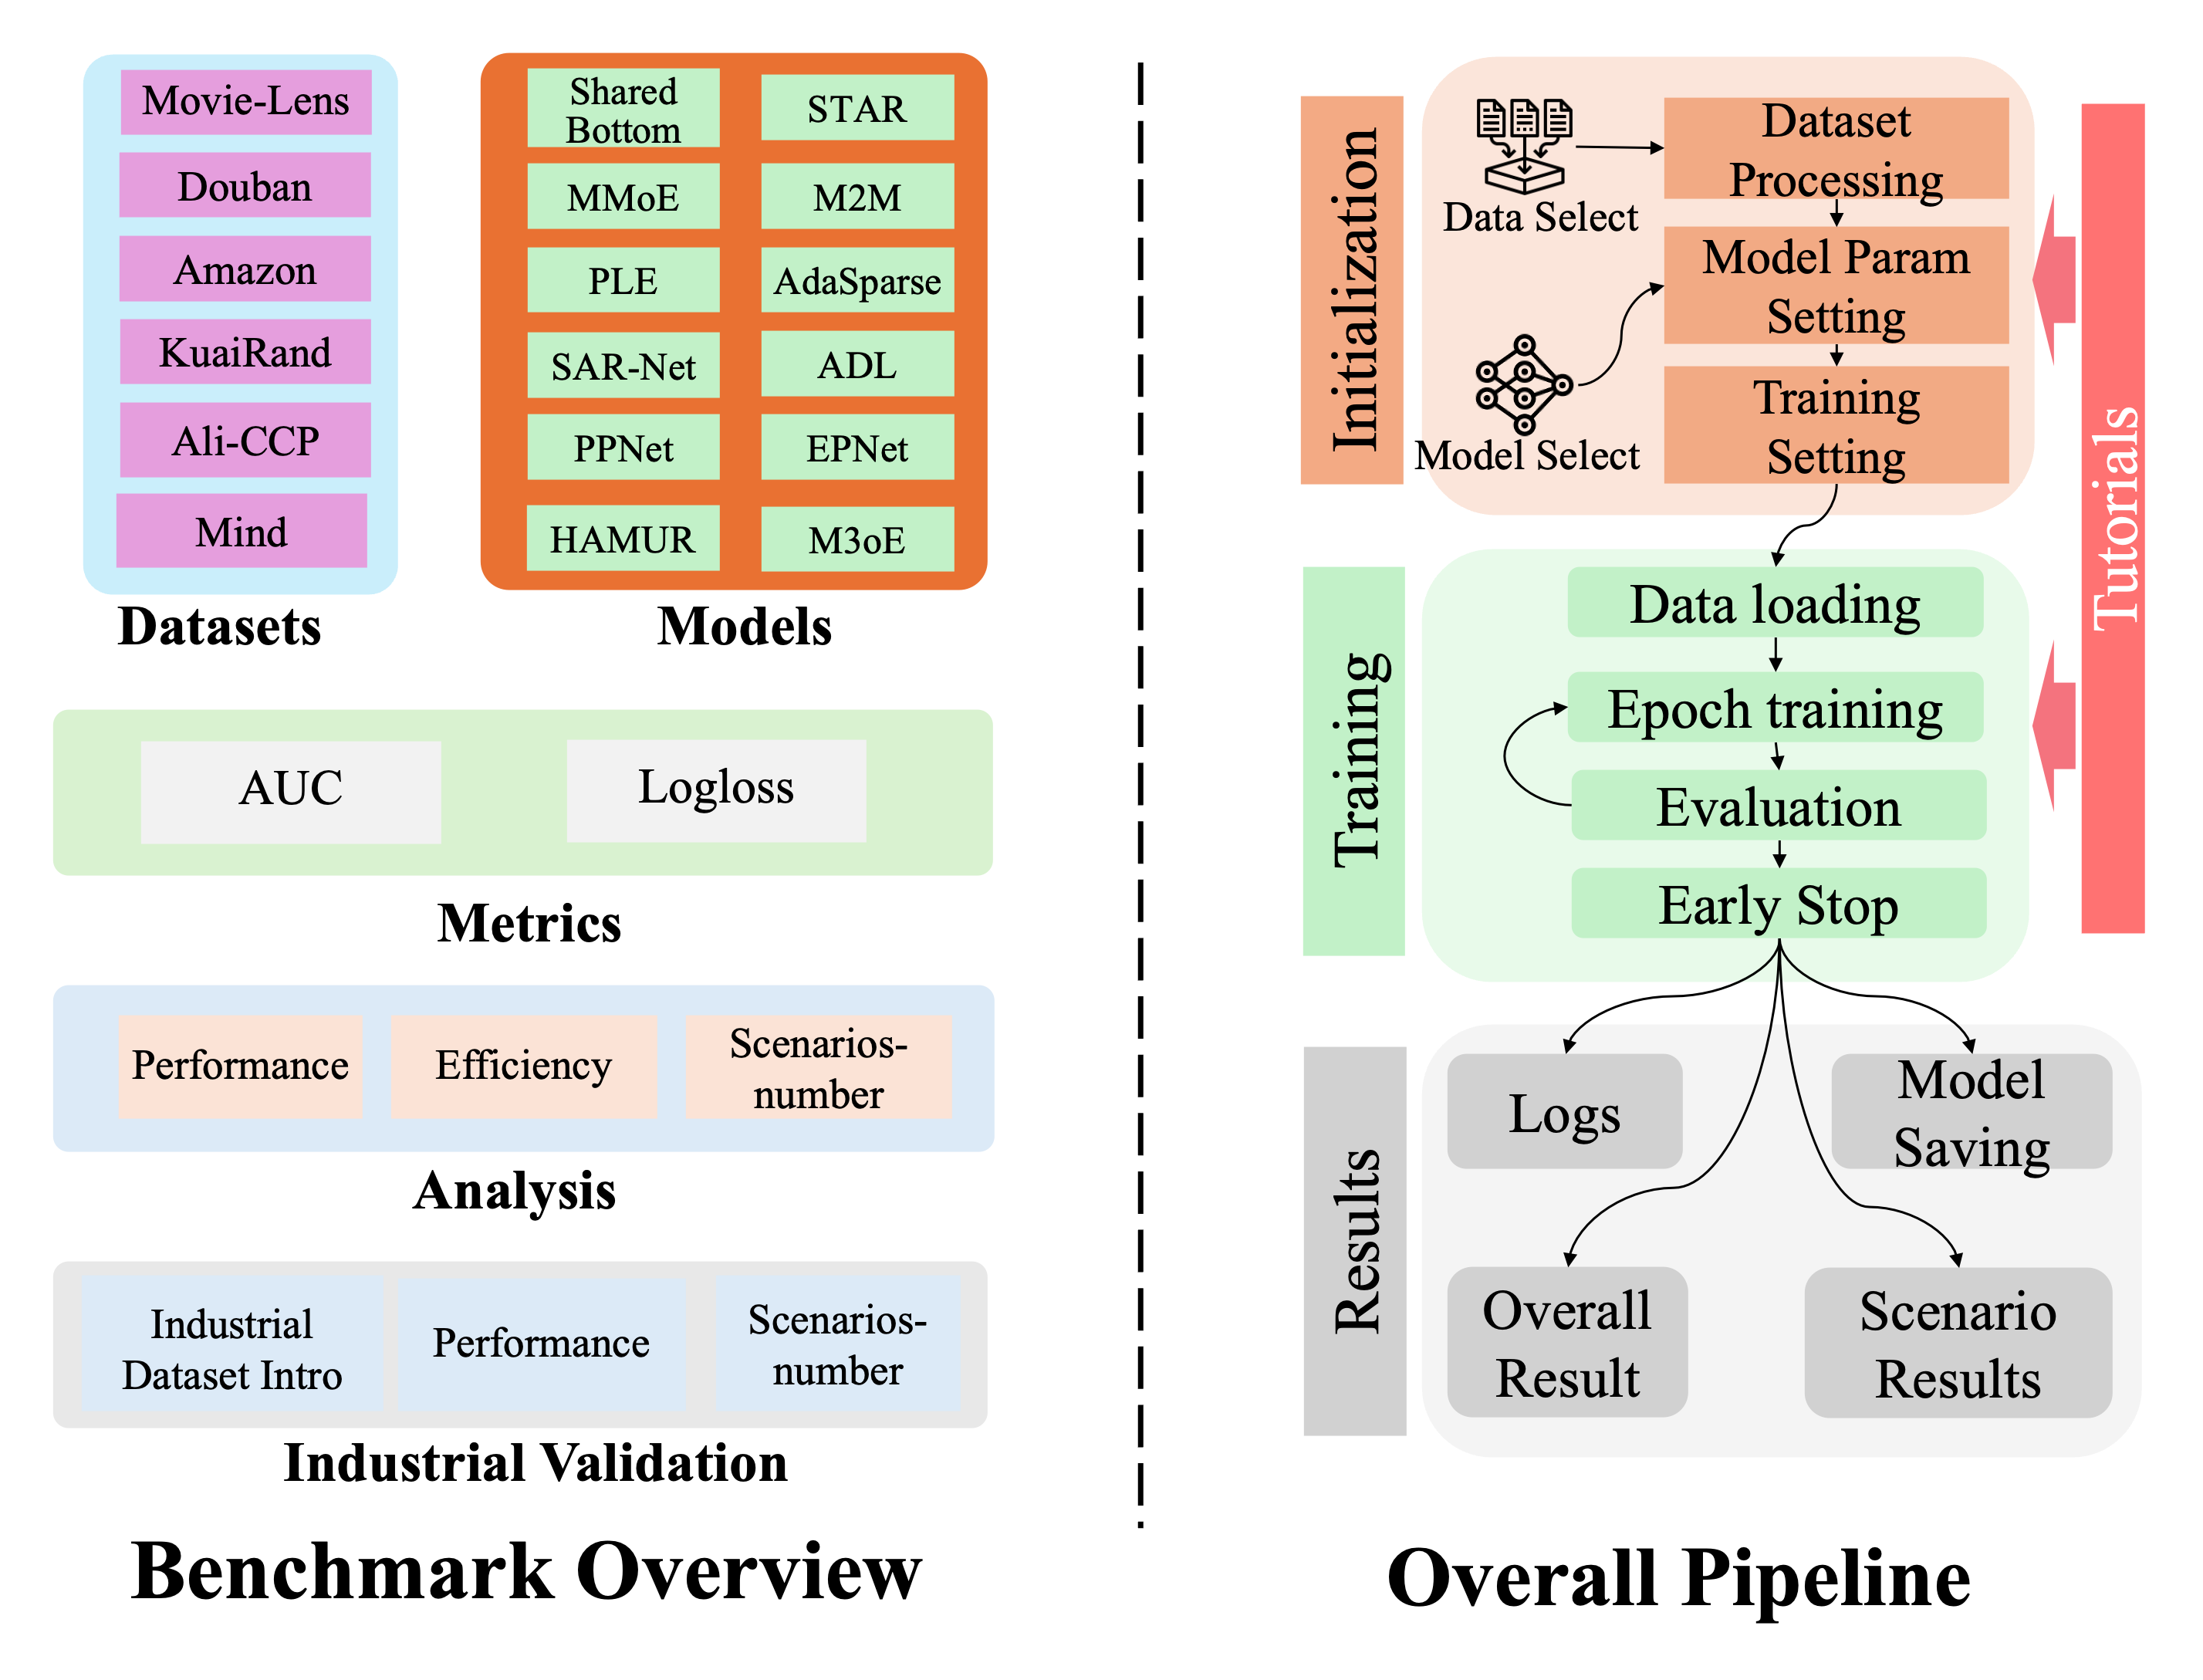 Movie-Lens
Douban
Amazon
KuaiRand
Ali-CCP
Mind
Datasets
Shared
Bottom
STAR
MMoE
M2M
PLE
AdaSparse
SAR-Net
ADL
PPNet
EPNet
HAMUR
M3oE
Models
AUC
Logloss
Metrics
Performance
Efficiency
Scenarios-
number
Analysis
Industrial
Dataset Intro
Performance
Scenarios-
number
Industrial Validation
Benchmark Overview
Initialization
Data Select
Dataset
Processing
Model Param
Setting
Model Select
Training
Setting
Tutorials
Training
Data loading
Epoch training
Evaluation
Early Stop
Results
Logs
Model
Saving
Overall
Result
Scenario
Results
Overall Pipeline